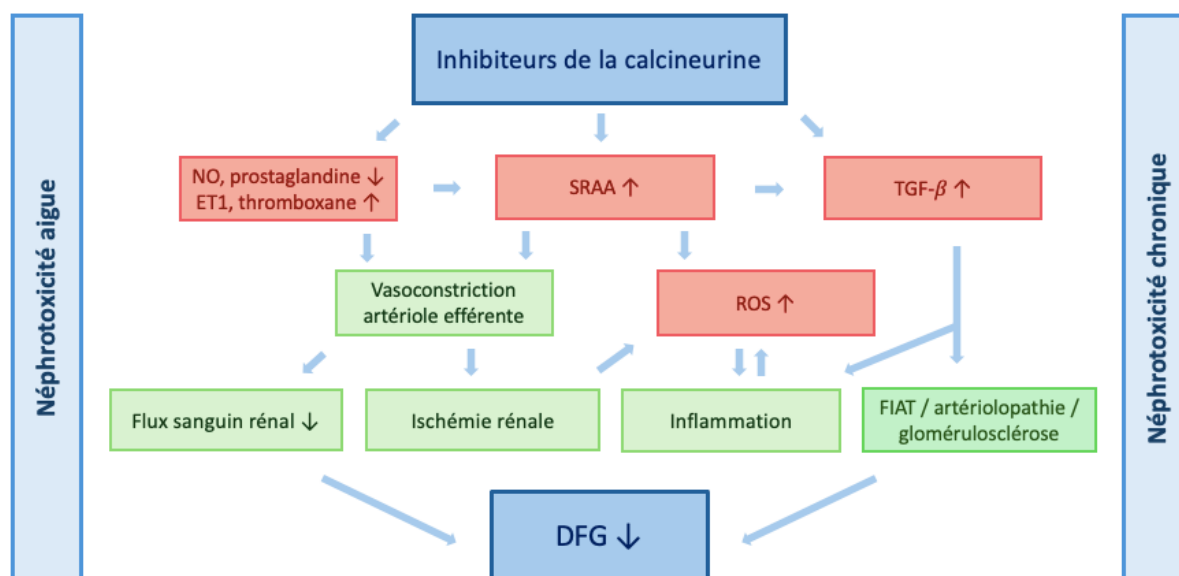 Néphrotoxicité aigue
Inhibiteurs de la calcineurine
NO, prostaglandine ↓
ET1, thromboxane ↑
SRAA ↑
TGF-β ↑
Vasoconstriction
artériole efférente
ROS ↑
Flux sanguin rénal ↓
Ischémie rénale
Inflammation
FIAT / artériolopathie /
glomérulosclérose
DFG ↓
Néphrotoxicité chronique